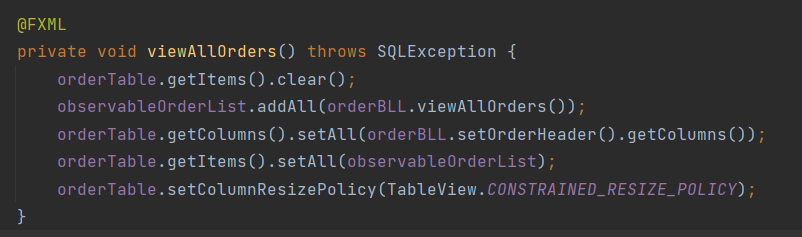 @FXML
private void viewAllOrders() throws SQLException {
    orderTable.getItems().clear();
    observableOrderList.addAll(orderBLL.viewAllOrders());
    orderTable.getColumns().setAll(orderBLL.setOrderHeader().getColumns());
    orderTable.getItems().setAll(observableOrderList);
    orderTable.setColumnResizePolicy(TableView.CONSTRAINED_RESIZE_POLICY);
}